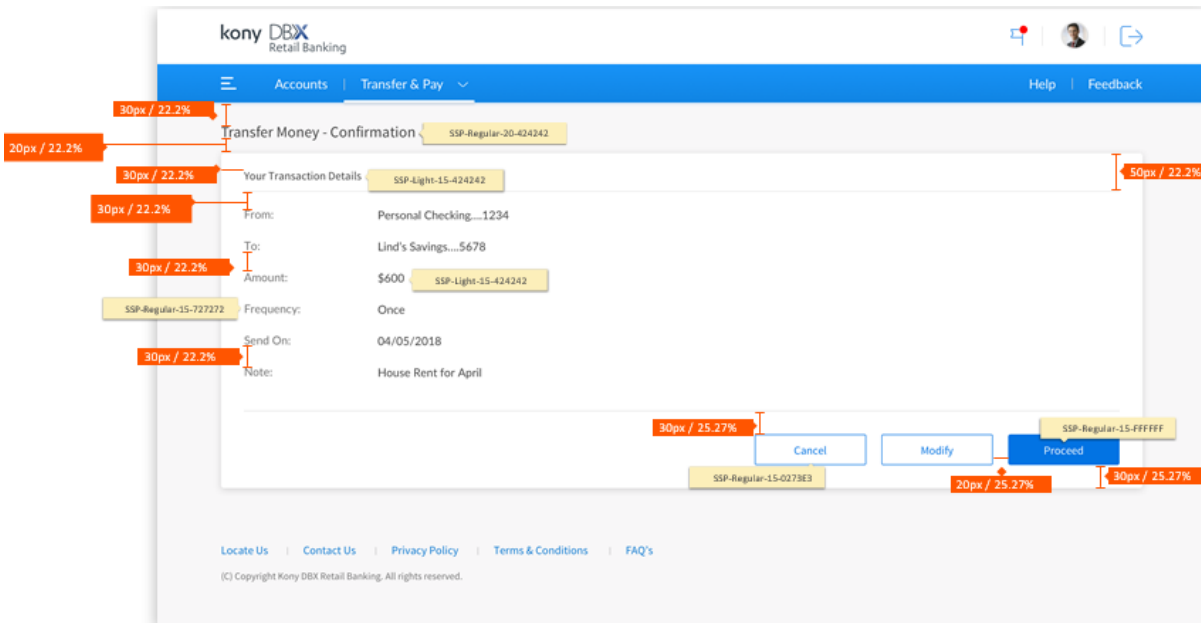 kony DBX
Retail Banking
Accounts | Transfer & Pay
Help | Feedback
30px / 22.2%
Transfer Money - Confirmation
SSP-Regular-20-424242
20px / 22.2%
30px / 22.2%
Your Transaction Details
SSP-Light-15-424242
50px / 22.2%
30px / 22.2%
From: Personal Checking....1234
To: Lind's Savings....5678
30px / 22.2%
Amount: $600
SSP-Light-15-424242
SSP-Regular-15-727272
Frequency: Once
Send On: 04/05/2018
30px / 22.2%
Note: House Rent for April
30px / 25.27%
SSP-Regular-15-FFFFFF
Cancel Modify Proceed
SSP-Regular-15-0273E3
20px / 25.27%
30px / 25.27%
Locate Us | Contact Us | Privacy Policy | Terms & Conditions | FAQ's
(C) Copyright Kony DBX Retail Banking. All rights reserved.